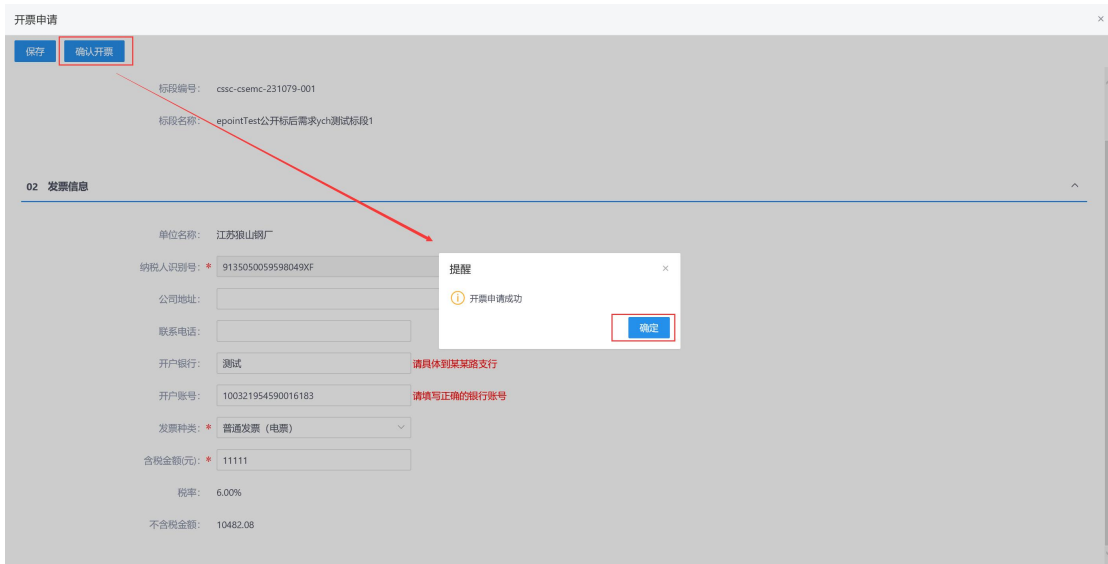 开票申请
保存 确认开票
标段编号： cssc-csemc-231079-001
标段名称： epointTest公开标后需求ych测试标段1
02 发票信息
单位名称： 江苏狼山钢厂
纳税人识别号：* 9135050059598049XF
公司地址：
联系电话：
开户银行： 测试 请具体到某某路支行
开户账号： 100321954590016183 请填写正确的银行账号
发票种类：* 普通发票（电票）
含税金额(元)：* 11111
税率： 6.00%
不含税金额： 10482.08
提醒
开票申请成功
确定